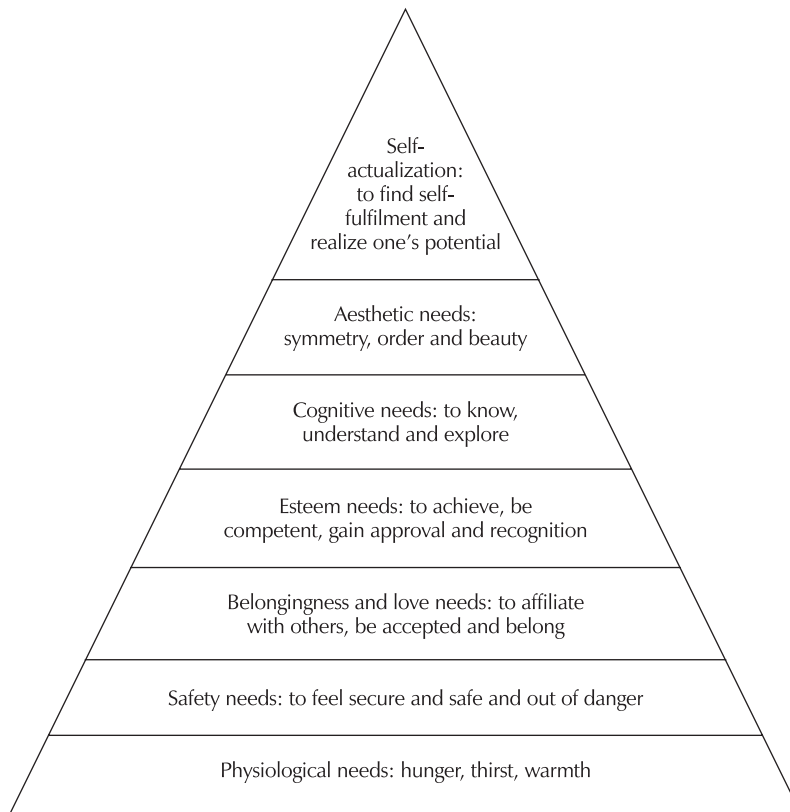 Self-
actualization:
to find self-
fulfilment and
realize one's potential
Aesthetic needs:
symmetry, order and beauty
Cognitive needs: to know,
understand and explore
Esteem needs: to achieve, be
competent, gain approval and recognition
Belongingness and love needs: to affiliate
with others, be accepted and belong
Safety needs: to feel secure and safe and out of danger
Physiological needs: hunger, thirst, warmth